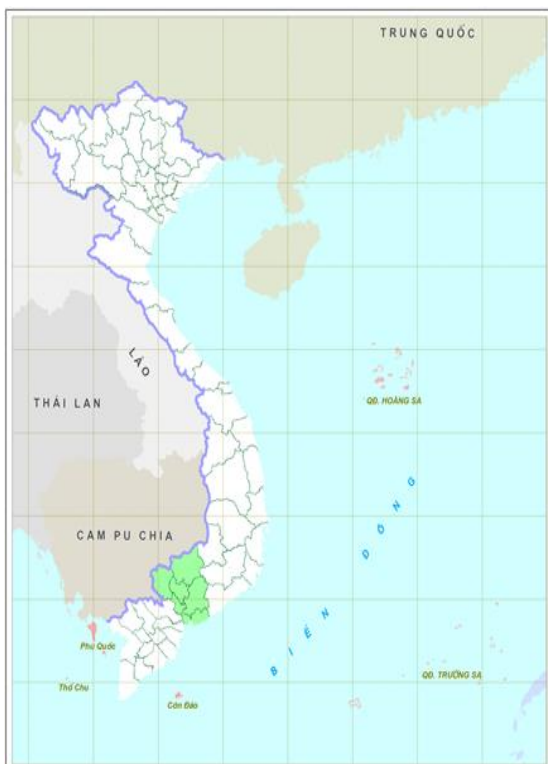 TRUNG QUỐC
LÀO
THÁI LAN
QĐ. HOÀNG SA
BIỂN ĐÔNG
CAM PU CHIA
Phú Quốc
QĐ. TRƯỜNG SA
Thổ Chu
Côn Đảo